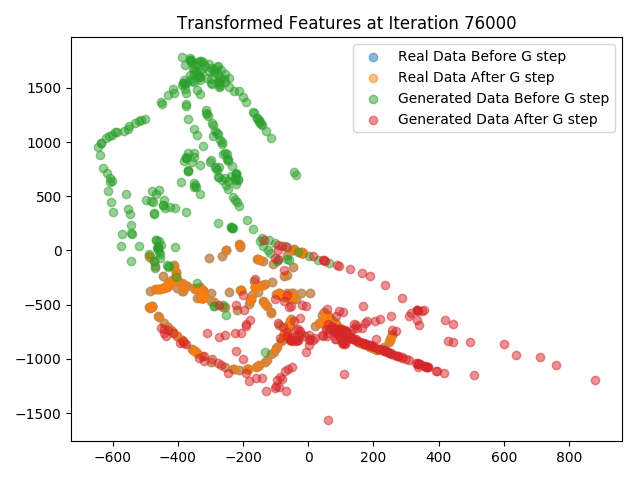 Transformed Features at Iteration 76000
Real Data Before G step
Real Data After G step
Generated Data Before G step
Generated Data After G step
1500
1000
500
0
−500
−1000
−1500
−600 −400 −200 0 200 400 600 800